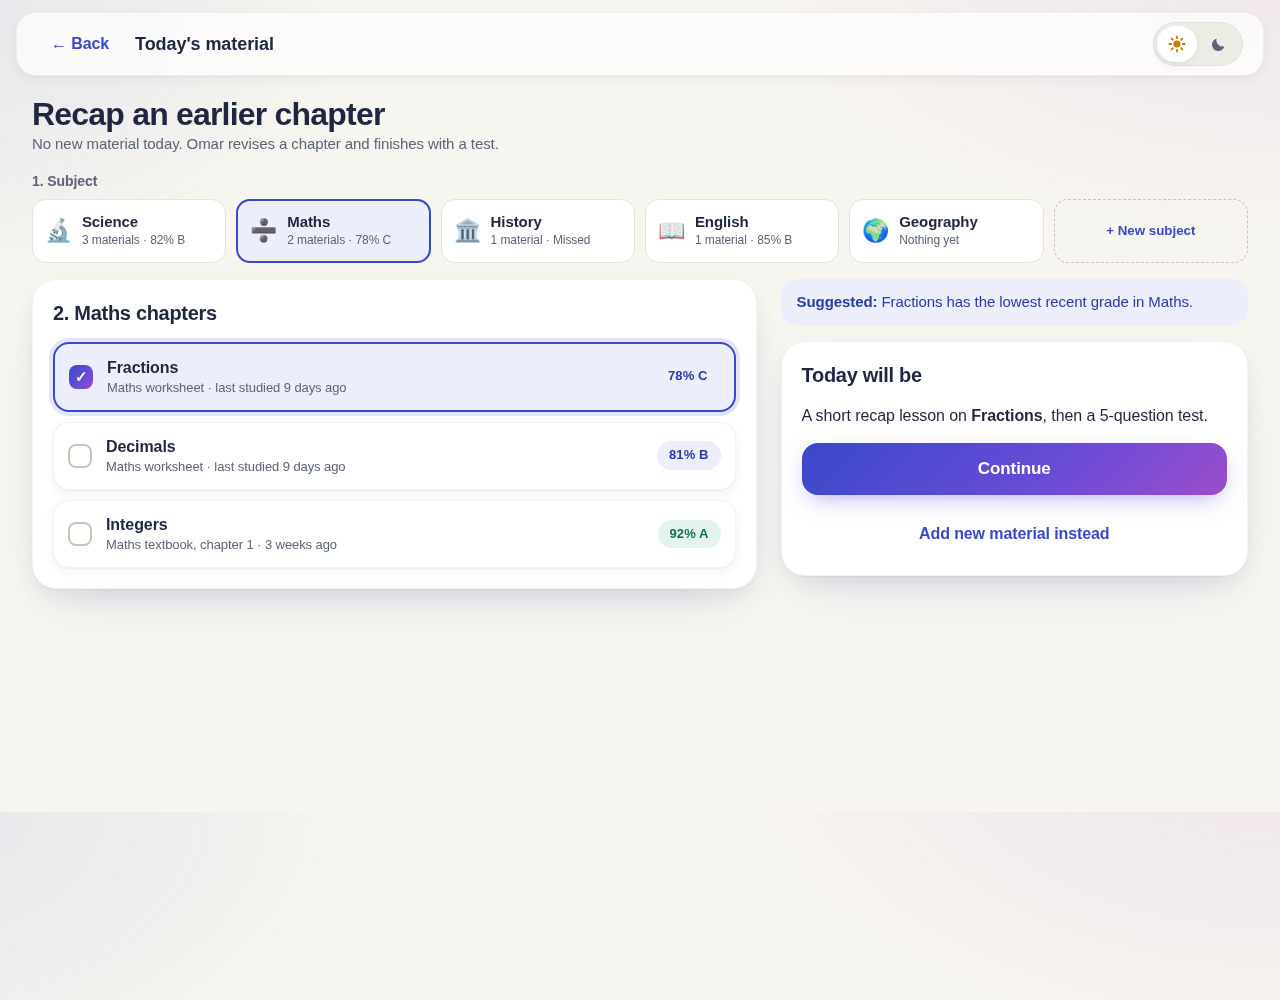 ← Back
Today's material
Recap an earlier chapter
No new material today. Omar revises a chapter and finishes with a test.
1. Subject
Science
3 materials · 82% B
Maths
2 materials · 78% C
History
1 material · Missed
English
1 material · 85% B
Geography
Nothing yet
+ New subject
2. Maths chapters
Fractions
Maths worksheet · last studied 9 days ago
78% C
Decimals
Maths worksheet · last studied 9 days ago
81% B
Integers
Maths textbook, chapter 1 · 3 weeks ago
92% A
Suggested: Fractions has the lowest recent grade in Maths.
Today will be
A short recap lesson on Fractions, then a 5-question test.
Continue
Add new material instead